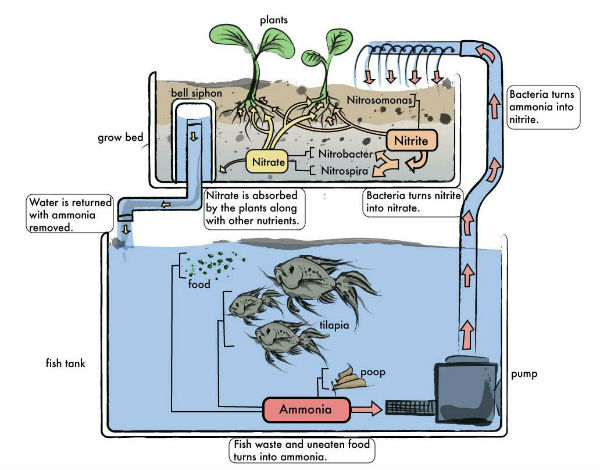 plants
bell siphon
Nitrosomonas
Bacteria turns
ammonia into
nitrite.
grow bed
Nitrite
Nitrobacter
Nitrate
Nitrospira
Water is returned
with ammonia
removed.
Nitrate is absorbed
by the plants along
with other nutrients.
Bacteria turns nitrite
into nitrate.
food
tilapia
fish tank
poop
pump
Ammonia
Fish waste and uneaten food
turns into ammonia.